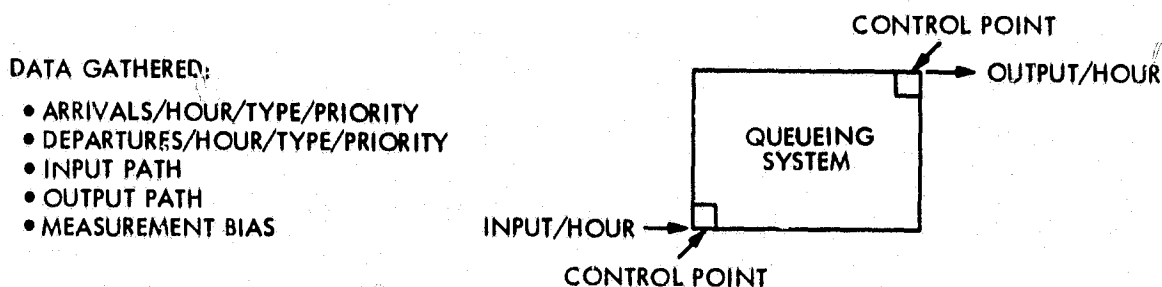 DATA GATHERED:
• ARRIVALS/HOUR/TYPE/PRIORITY
• DEPARTURES/HOUR/TYPE/PRIORITY
• INPUT PATH
• OUTPUT PATH
• MEASUREMENT BIAS
CONTROL POINT
OUTPUT/HOUR
QUEUEING
SYSTEM
INPUT/HOUR
CONTROL POINT